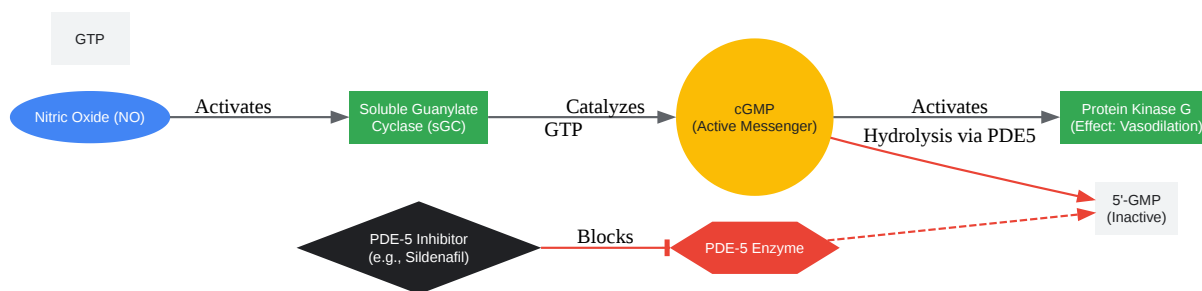 GTP
Nitric Oxide (NO)
Activates
Soluble Guanylate
Cyclase (sGC)
Catalyzes
GTP
cGMP
(Active Messenger)
Activates
Protein Kinase G
(Effect: Vasodilation)
Hydrolysis via PDE5
5'-GMP
(Inactive)
PDE-5 Inhibitor
(e.g., Sildenafil)
Blocks
PDE-5 Enzyme